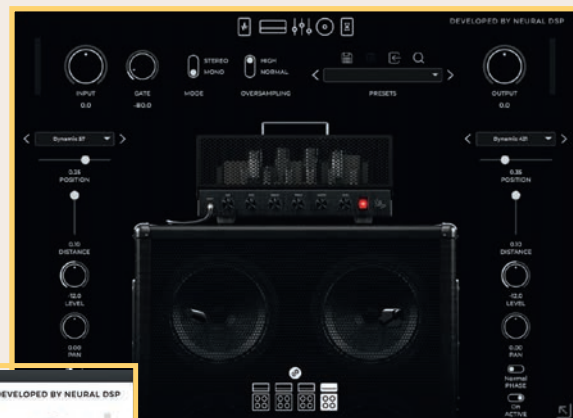 DEVELOPED BY NEURAL DSP
INPUT
0.0
GATE
-80.0
STEREO
MONO
MODE
HIGH
NORMAL
OVERSAMPLING
PRESETS
OUTPUT
0.0
Dynamic 57
0.25
POSITION
0.10
DISTANCE
-12.0
LEVEL
0.00
PAN
Dynamic 421
0.35
POSITION
0.10
DISTANCE
-12.0
LEVEL
0.00
PAN
Normal
PHASE
On
ACTIVE
DEVELOPED BY NEURAL DSP